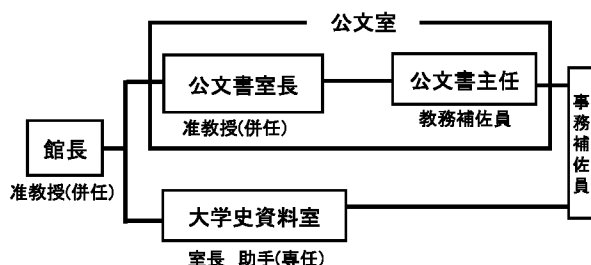 公文室
公文書室長
公文書主任
准教授(併任)
教務補佐員
事務補佐員
館長
准教授(併任)
大学史資料室
室長 助手(専任)